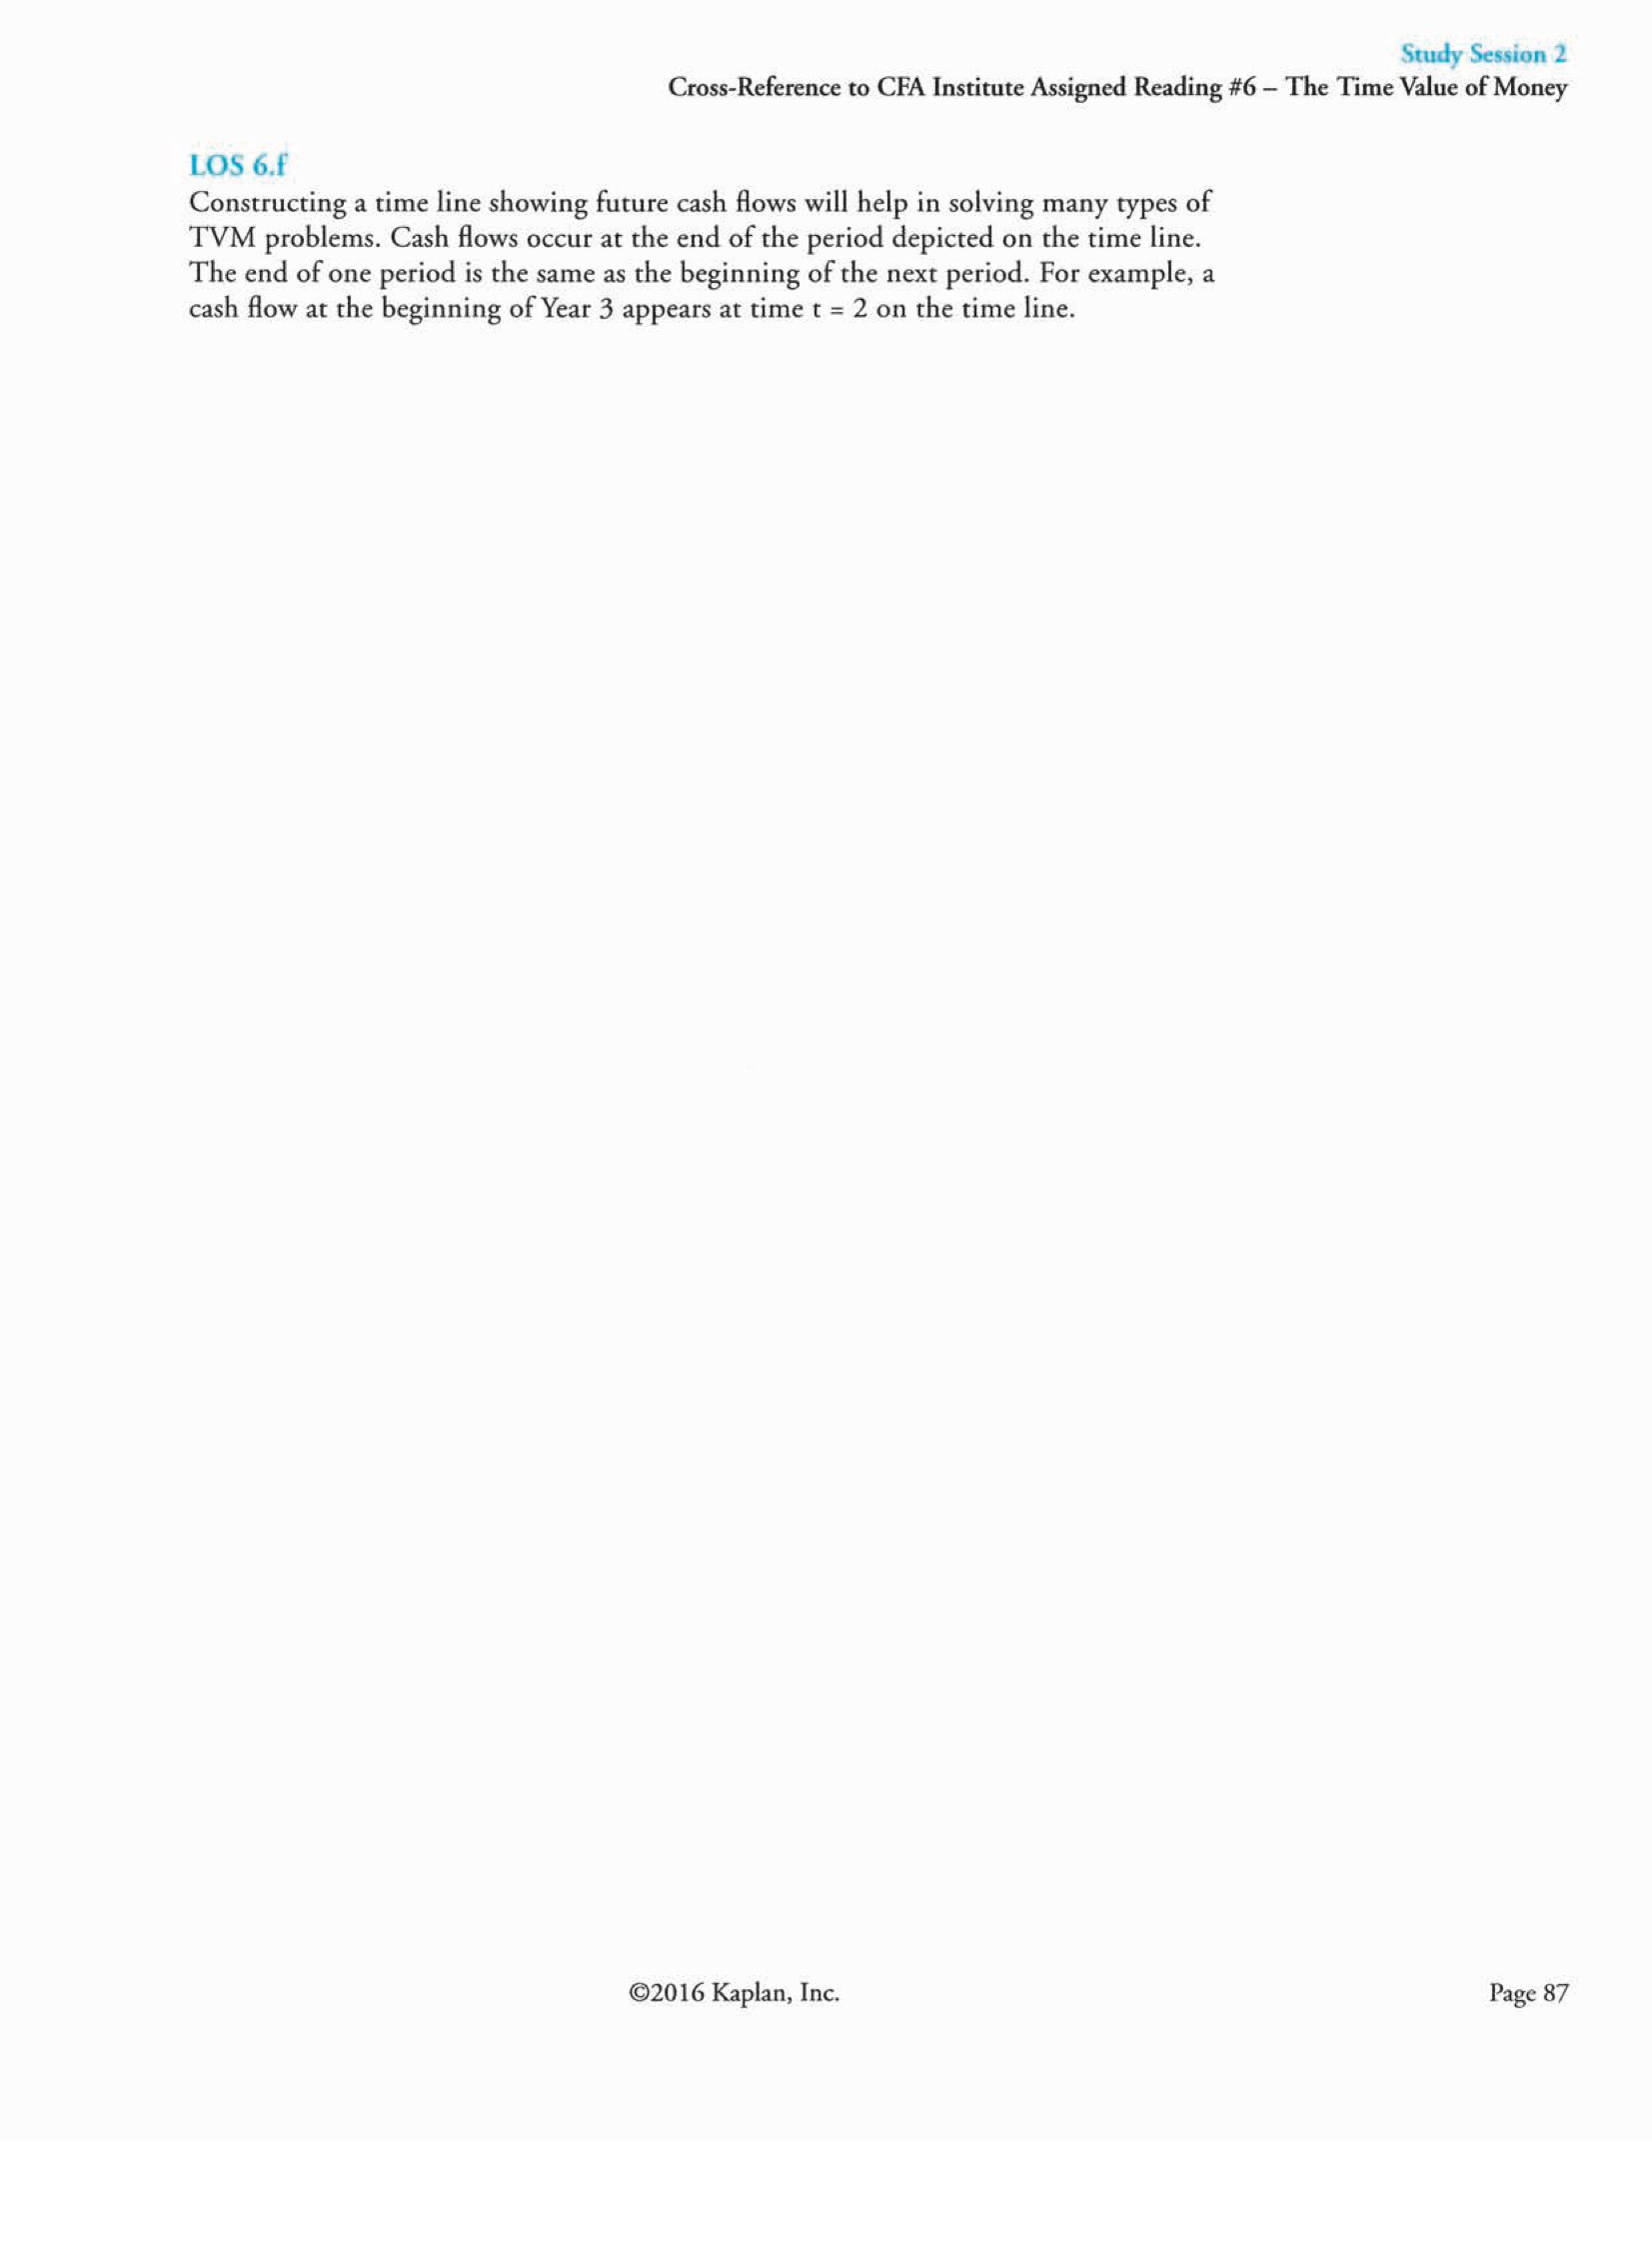 Study Session 2
Cross-Reference to CFA Institute Assigned Reading #6 – The Time Value of Money
LOS 6.f
Constructing a time line showing future cash flows will help in solving many types of
TVM problems. Cash flows occur at the end of the period depicted on the time line.
The end of one period is the same as the beginning of the next period. For example, a
cash flow at the beginning of Year 3 appears at time t = 2 on the time line.
©2016 Kaplan, Inc.
Page 87